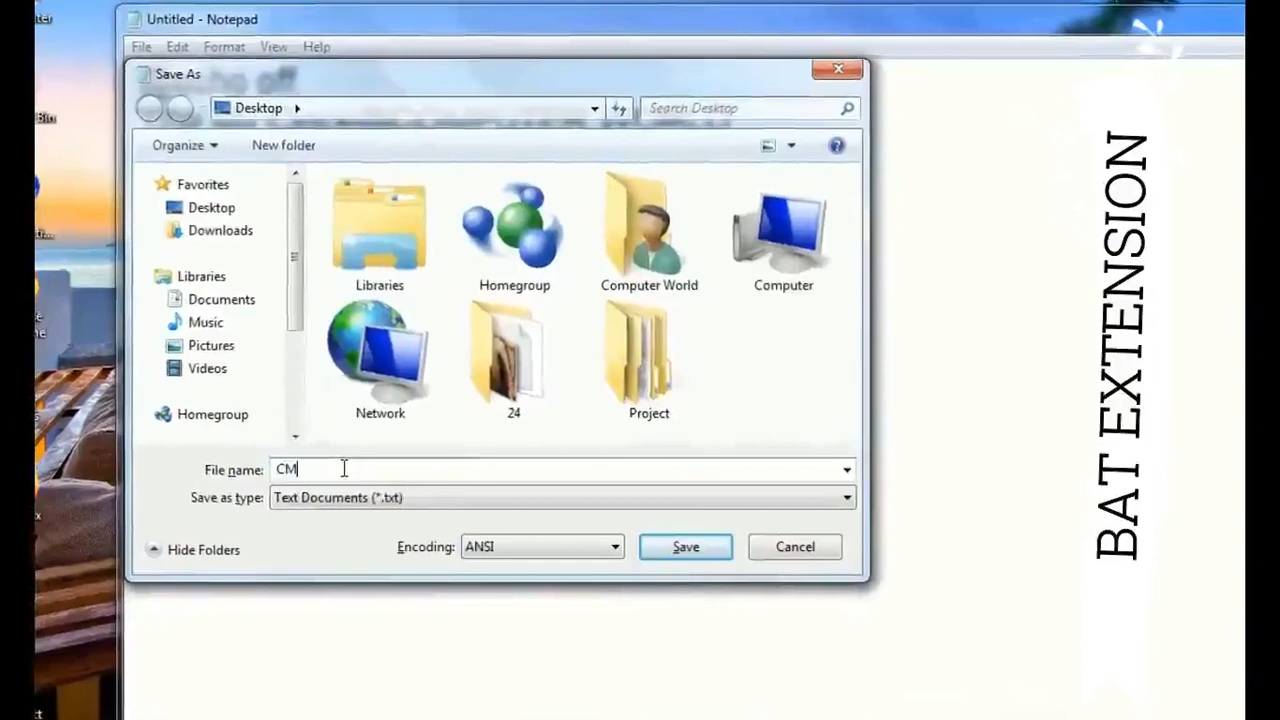 Untitled - Notepad
File Edit Format View Help
Save As
Desktop
Search Desktop
Organize New folder
Favorites
Desktop
Downloads
Libraries
Documents
Music
Pictures
Videos
Homegroup
Libraries Homegroup Computer World Computer
Network 24 Project
File name: CM
Save as type: Text Documents (*.txt)
Hide Folders Encoding: ANSI Save Cancel
BAT EXTENSION
Bin